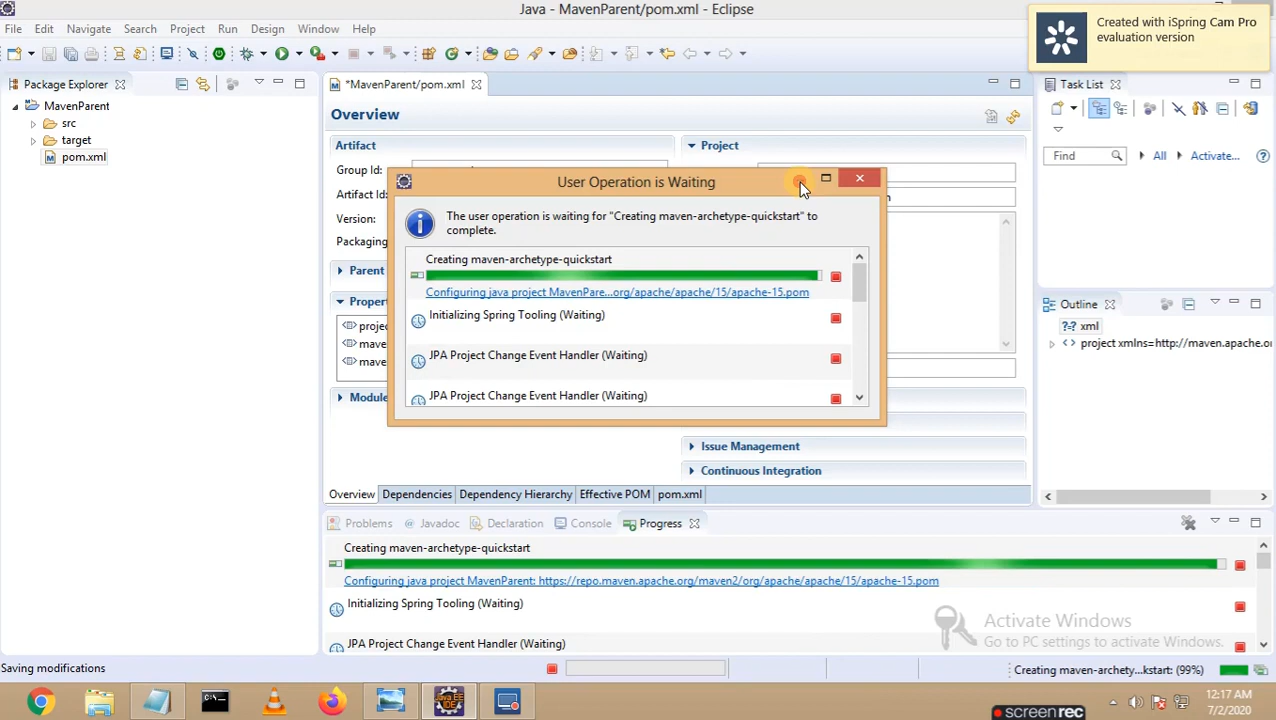 Java - MavenParent/pom.xml - Eclipse
Created with iSpring Cam Pro
evaluation version
File Edit Navigate Search Project Run Design Window Help
Package Explorer
*MavenParent/pom.xml
Task List
MavenParent
src
target
pom.xml
Overview
Artifact
Project
Group Id:
Artifact Id:
Version:
Packaging
Parent
Propert
proje
mave
mave
Module
Find
All
Activate...
User Operation is Waiting
The user operation is waiting for "Creating maven-archetype-quickstart" to
complete.
Creating maven-archetype-quickstart
Configuring java project MavenPare...org/apache/apache/15/apache-15.pom
Initializing Spring Tooling (Waiting)
JPA Project Change Event Handler (Waiting)
JPA Project Change Event Handler (Waiting)
Issue Management
Continuous Integration
Outline
xml
project xmlns=http://maven.apache.or
Overview Dependencies Dependency Hierarchy Effective POM pom.xml
Problems Javadoc Declaration Console Progress
Creating maven-archetype-quickstart
Configuring java project MavenParent: https://repo.maven.apache.org/maven2/org/apache/apache/15/apache-15.pom
Initializing Spring Tooling (Waiting)
JPA Project Change Event Handler (Waiting)
Activate Windows
Go to PC settings to activate Windows.
Saving modifications
Creating maven-archety...kstart: (99%)
Java EE
IDE
12:17 AM
7/2/2020
screenrec